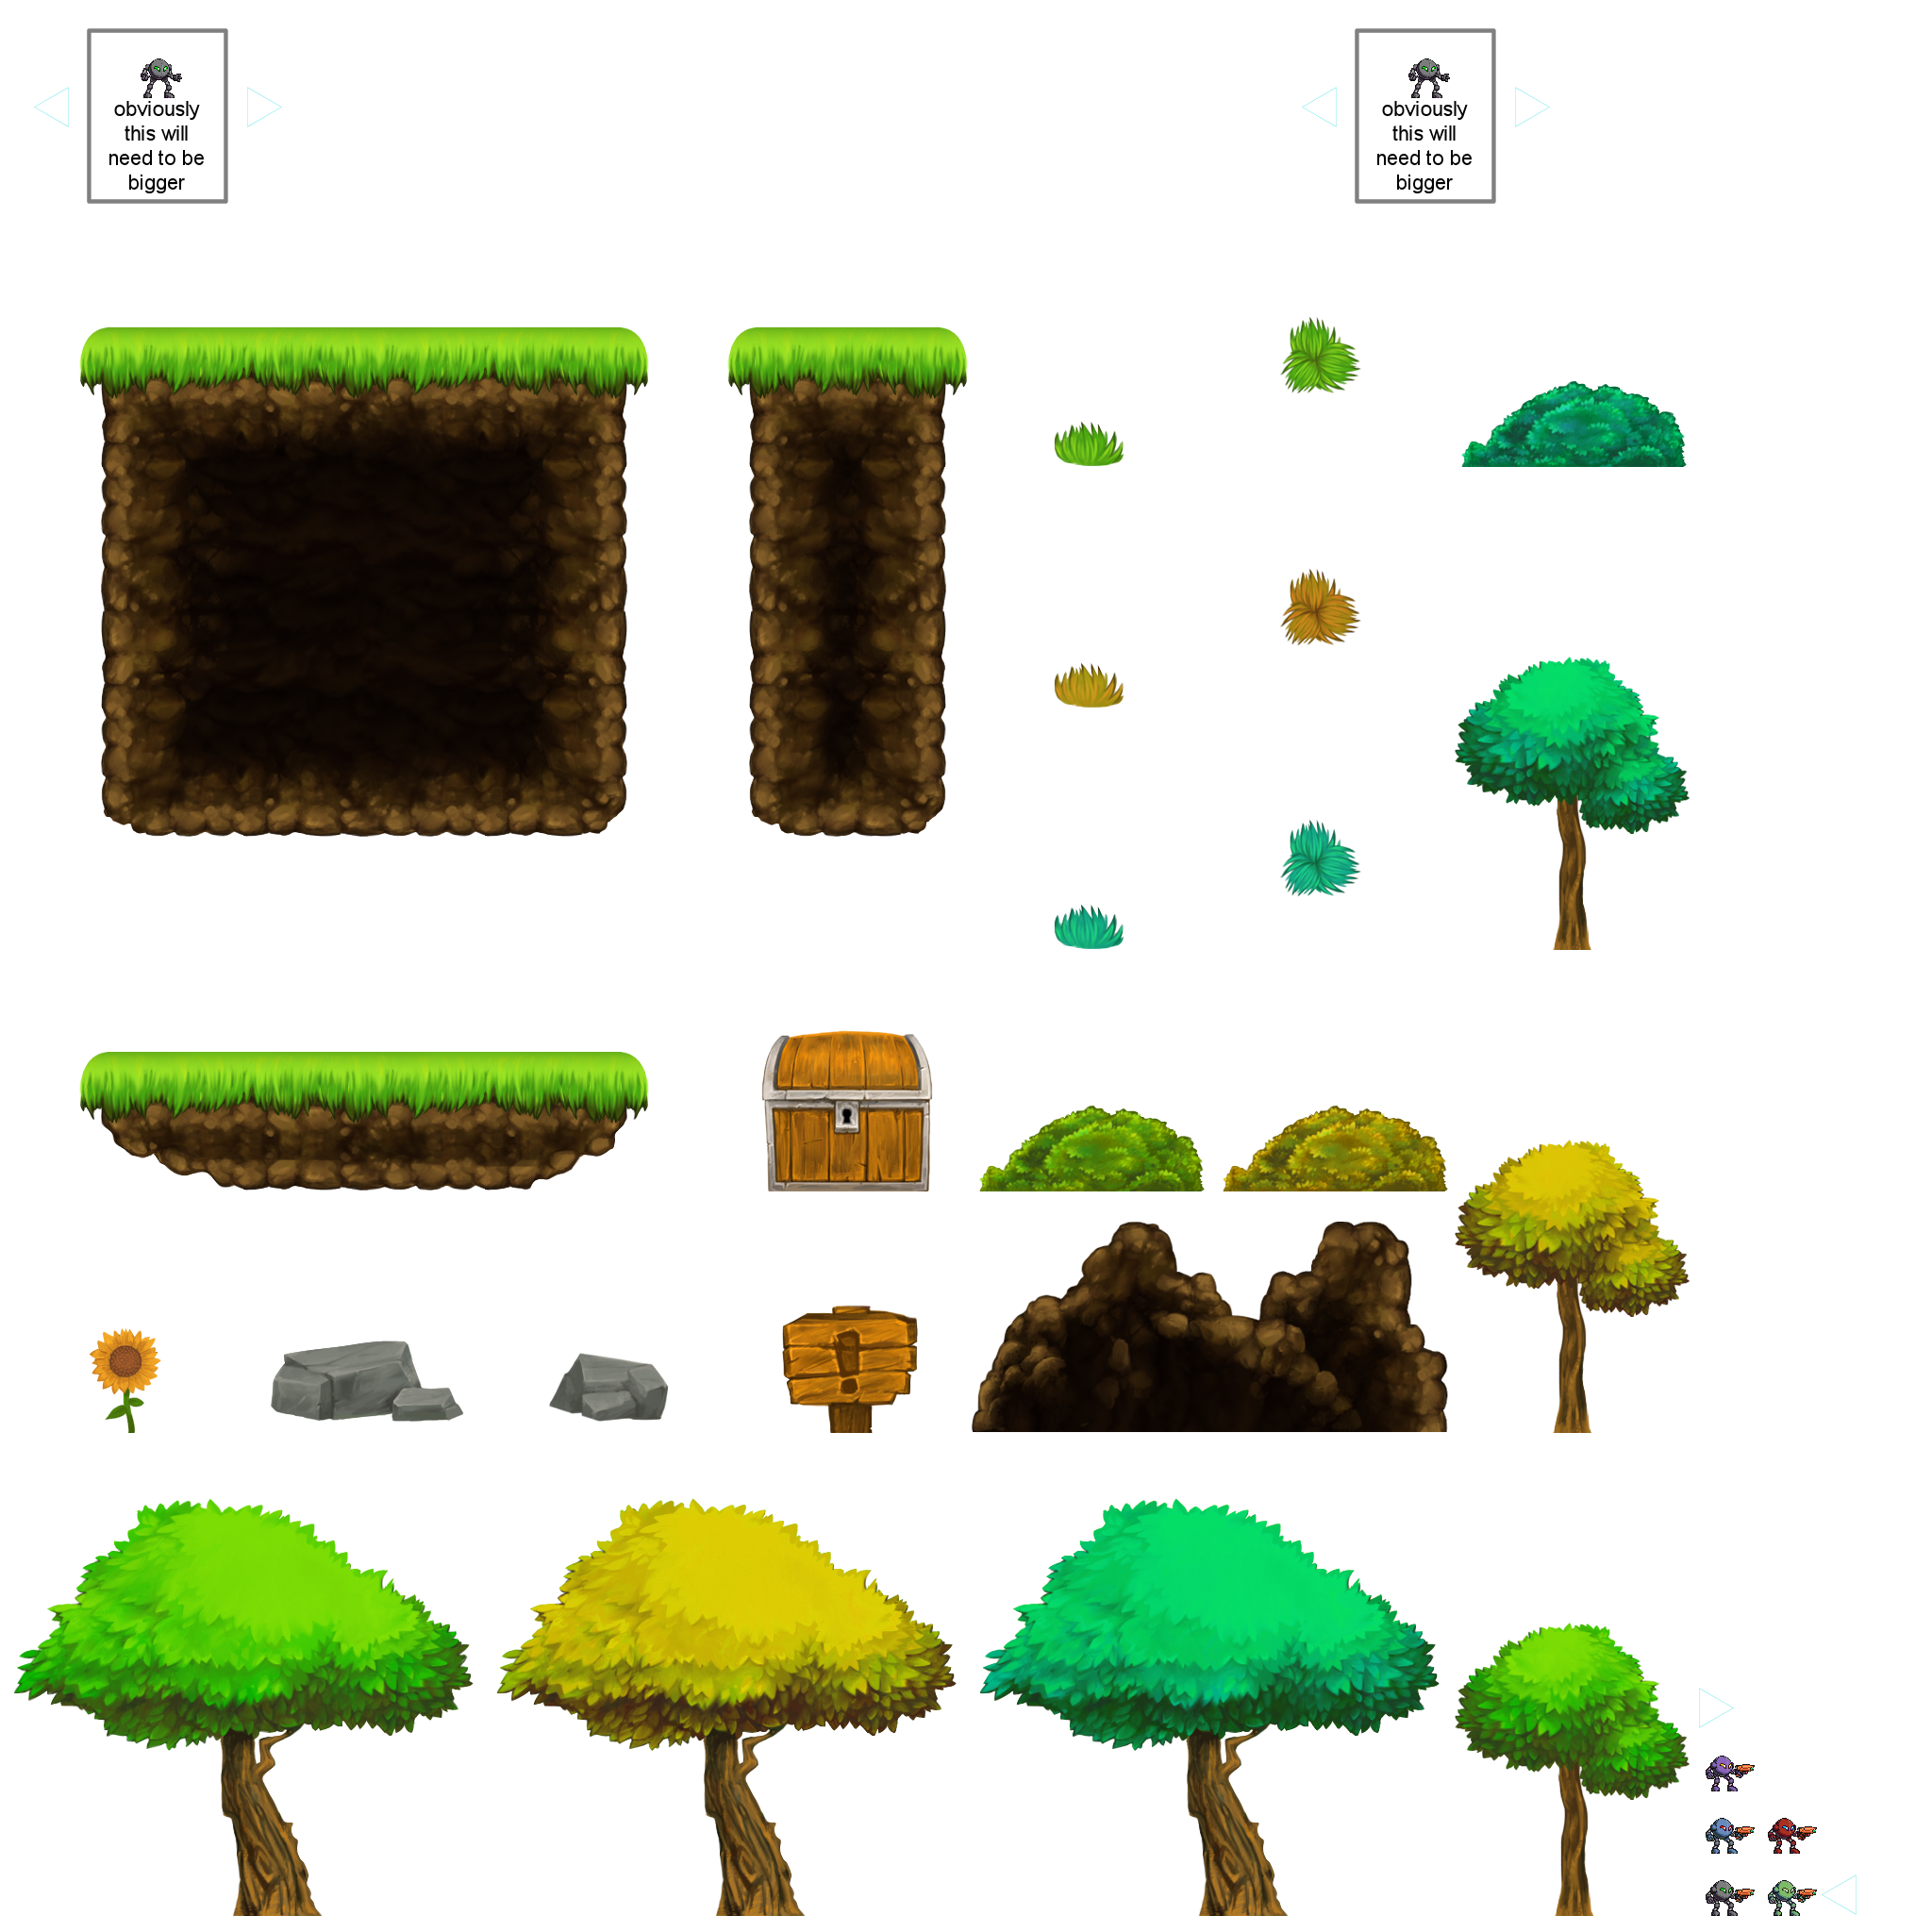 obviously
this will
need to be
bigger
obviously
this will
need to be
bigger